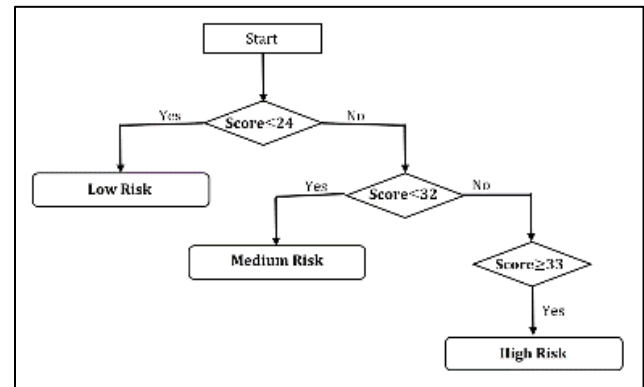 Start
Yes
No
Score<24
Low Risk
Yes
No
Score<32
Medium Risk
Score≥33
Yes
High Risk